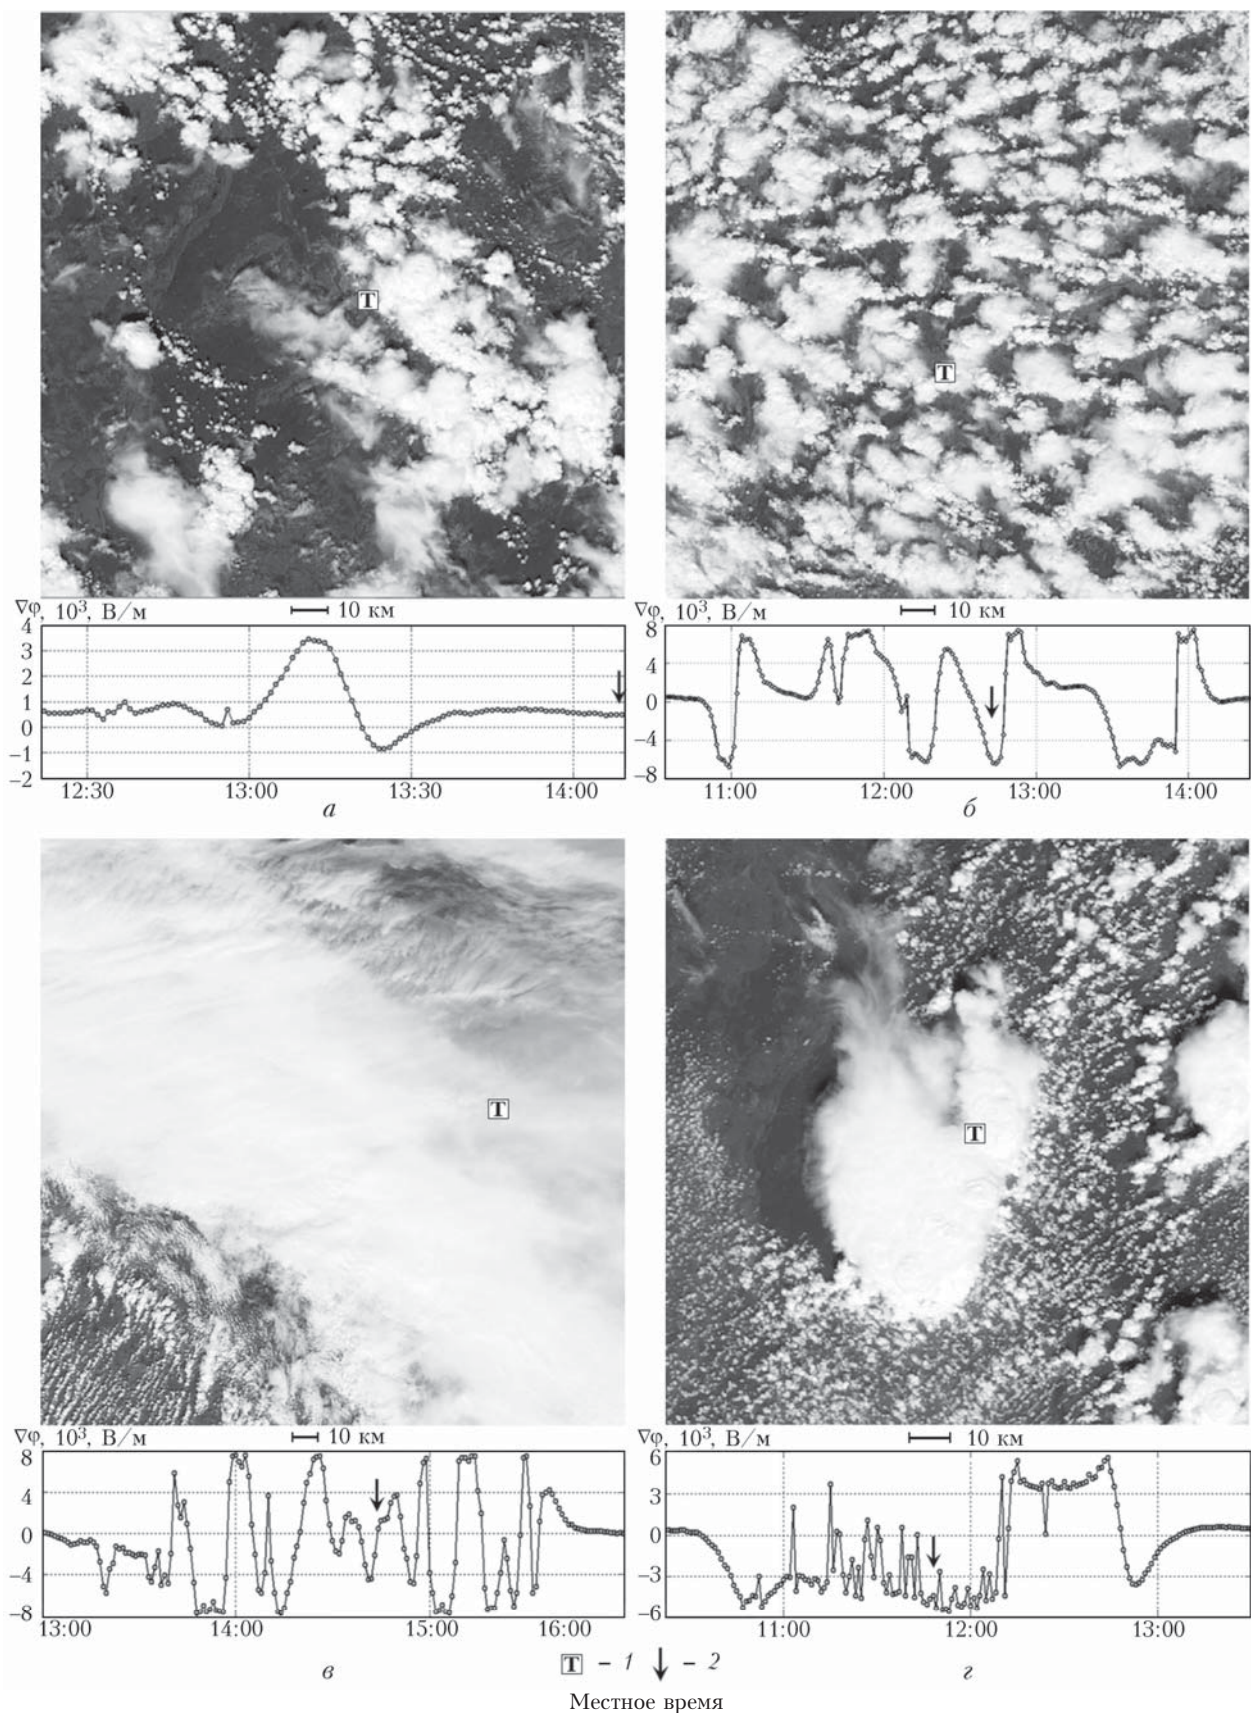 T
T
∇φ, 10³, В/м 10 км
4
3
2
1
0
−1
−2
12:30 13:00 13:30 14:00
а
∇φ, 10³, В/м 10 км
8
4
0
−4
−8
11:00 12:00 13:00 14:00
б
T
T
∇φ, 10³, В/м 10 км
8
4
0
−4
−8
13:00 14:00 15:00 16:00
в
∇φ, 10³, В/м 10 км
6
3
0
−3
−6
11:00 12:00 13:00
г
T – 1 ↓ – 2
Местное время